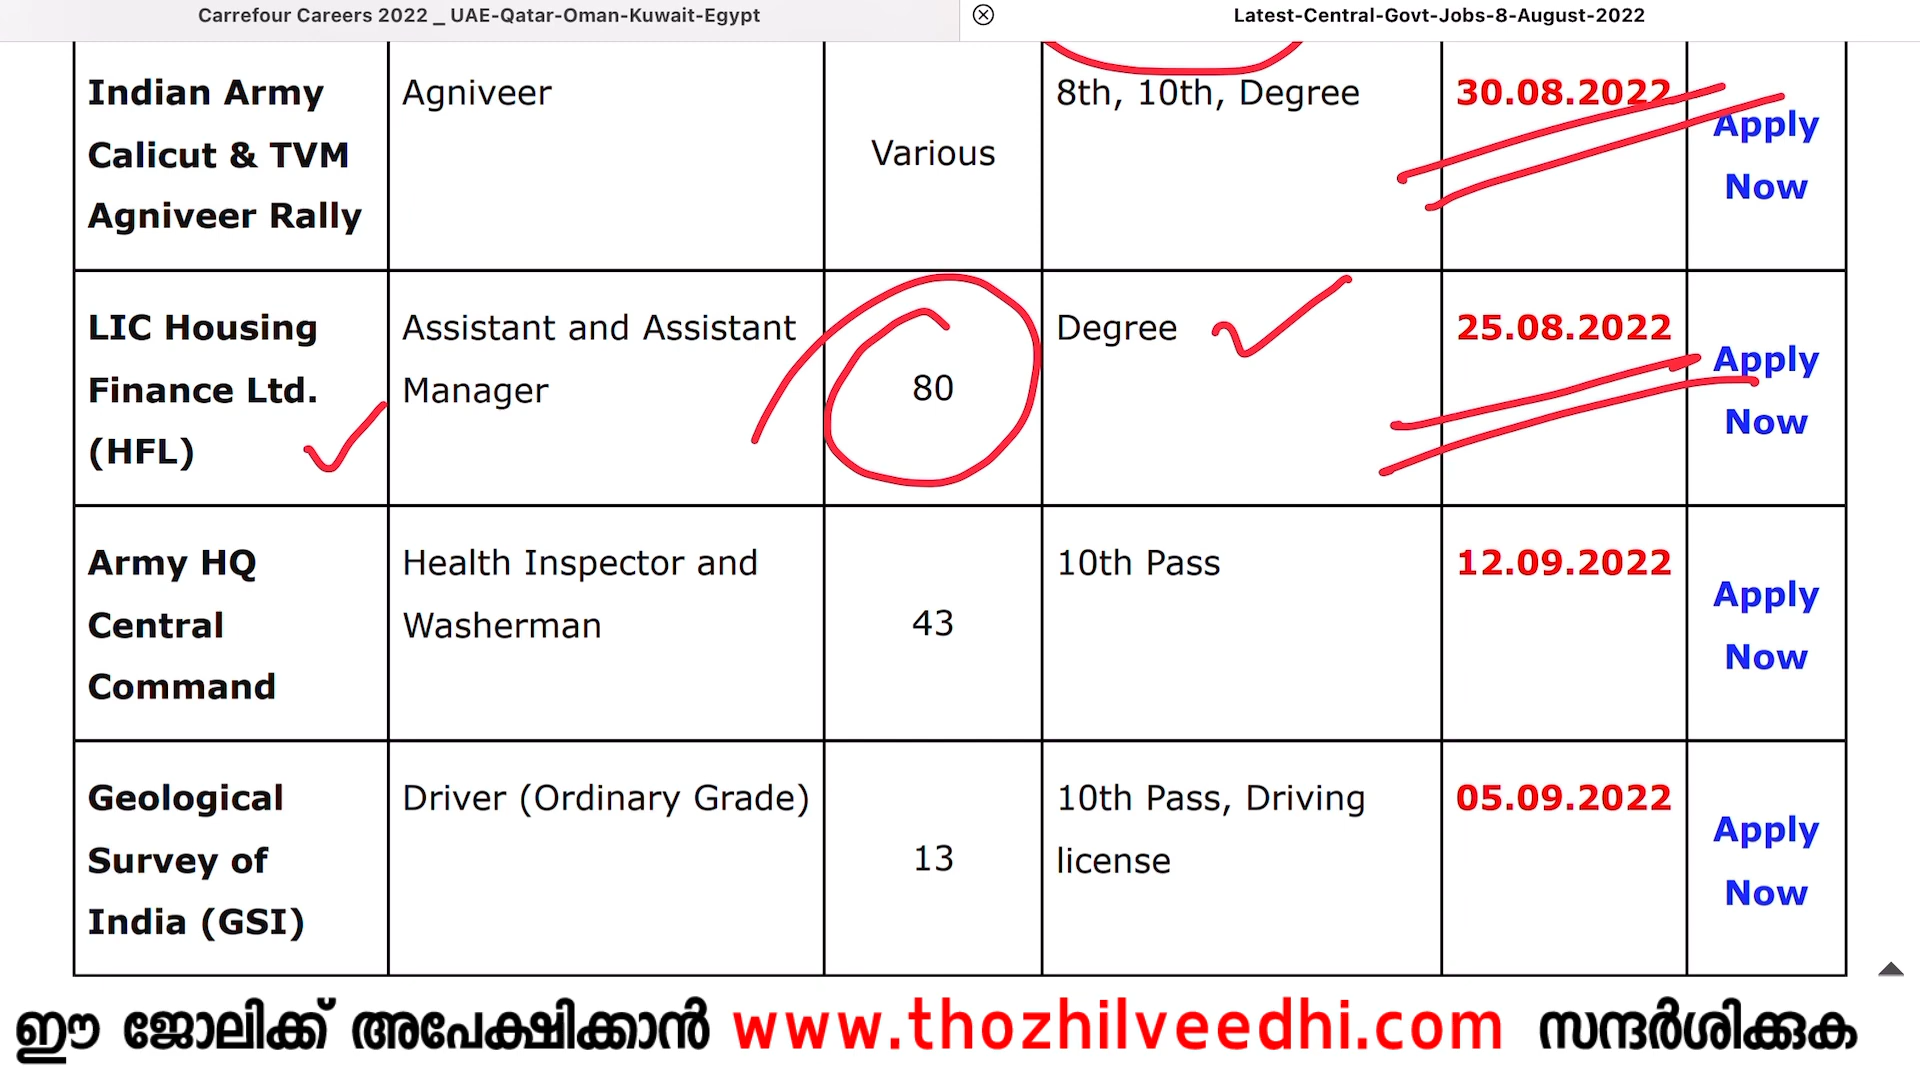 Carrefour Careers 2022 _ UAE-Qatar-Oman-Kuwait-Egypt
Latest-Central-Govt-Jobs-8-August-2022
Indian Army Calicut & TVM Agniveer Rally
Agniveer
Various
8th, 10th, Degree
30.08.2022
Apply Now
LIC Housing Finance Ltd. (HFL)
Assistant and Assistant Manager
80
Degree
25.08.2022
Apply Now
Army HQ Central Command
Health Inspector and Washerman
43
10th Pass
12.09.2022
Apply Now
Geological Survey of India (GSI)
Driver (Ordinary Grade)
13
10th Pass, Driving license
05.09.2022
Apply Now
ഈ ജോലിക്ക് അപേക്ഷിക്കാൻ www.thozhilveedhi.com സന്ദർശിക്കുക